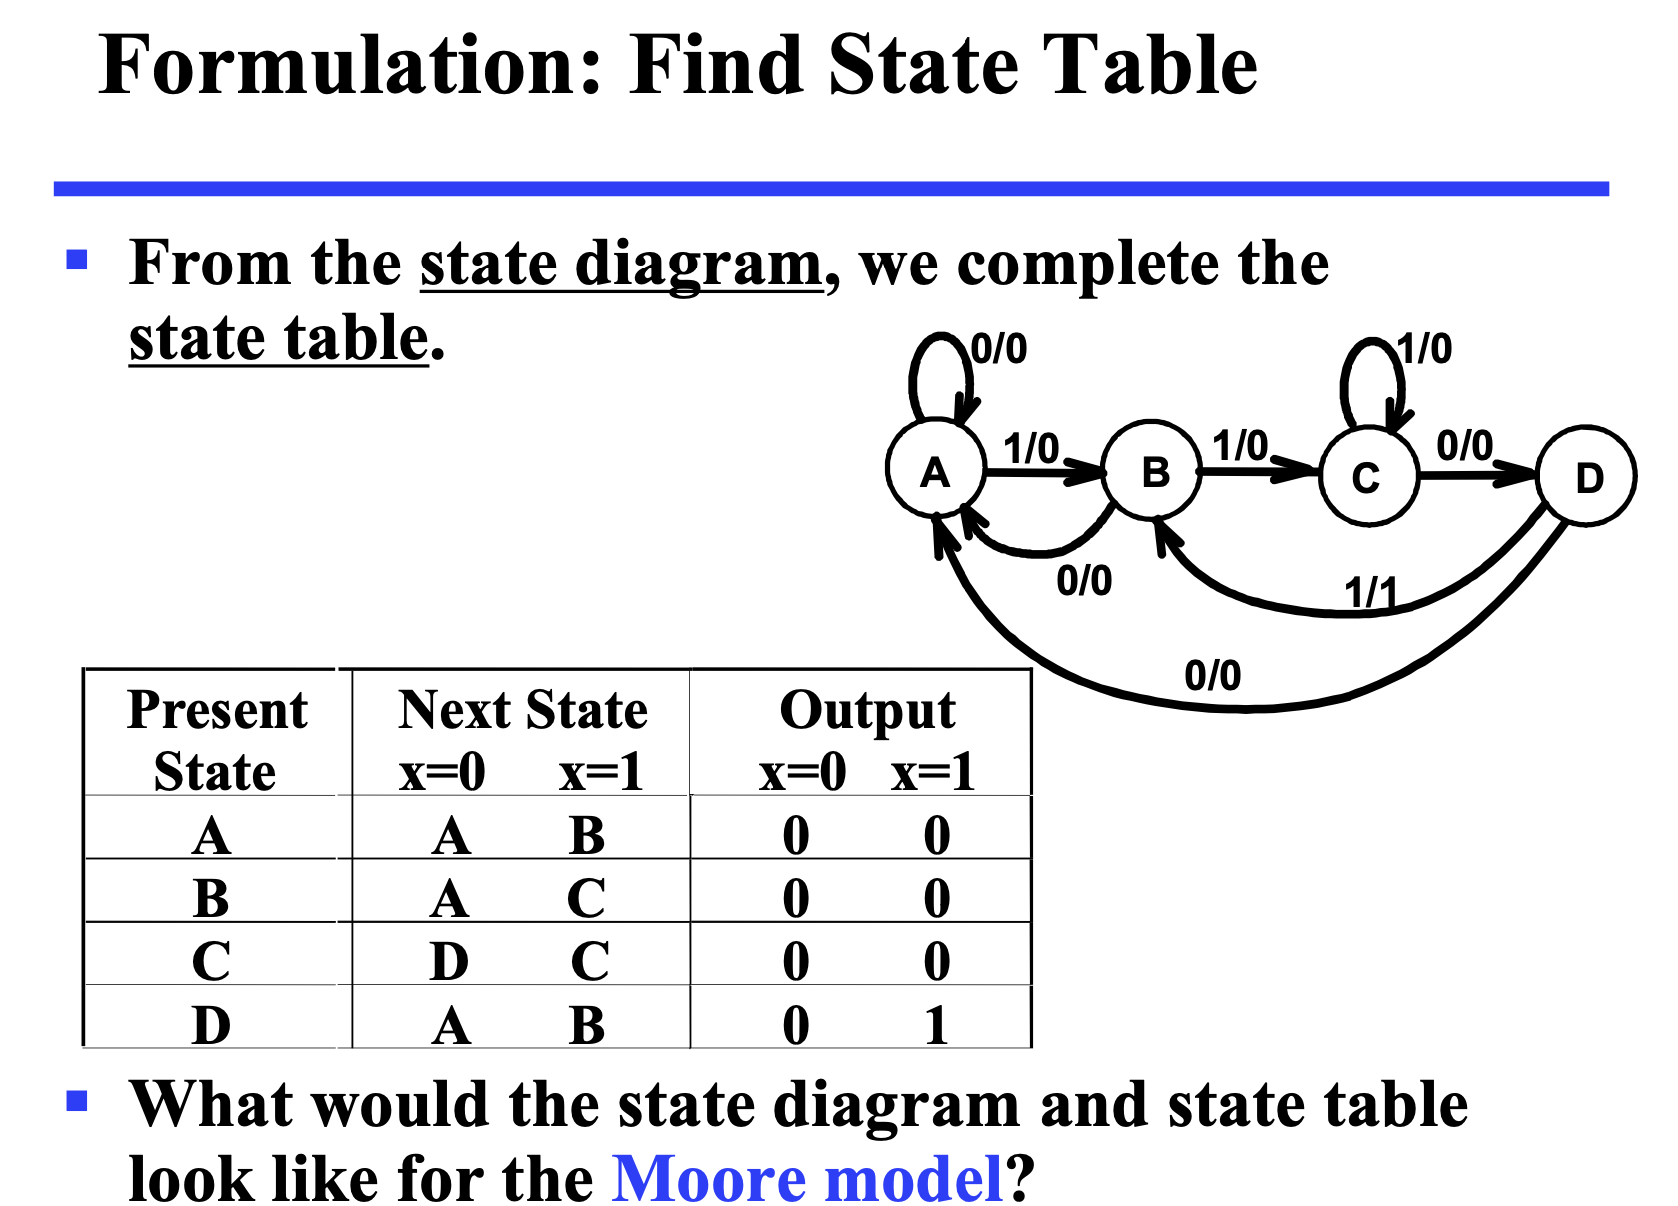 Formulation: Find State Table
▪ From the state diagram, we complete the
state table.
0/0
1/0
A
1/0
B
1/0
C
0/0
D
0/0
1/1
0/0
Present Next State Output
State x=0 x=1 x=0 x=1
A A B 0 0
B A C 0 0
C D C 0 0
D A B 0 1
▪ What would the state diagram and state table
look like for the Moore model?